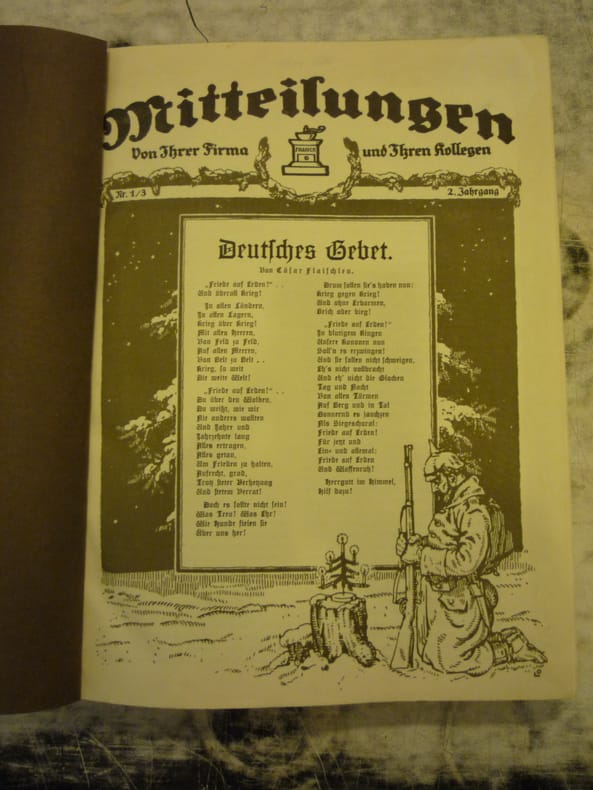 Mitteilungen
von Ihrer Firma
FRANCK
und Ihren Kollegen
Nr. 1/3
2. Jahrgang
Deutsches Gebet.
Von Cäsar Flaischlen.
„Friede auf Erden!“ . .
Und überall Krieg!
In allen Ländern,
In allen Lagern,
Krieg über Krieg!
Mit allen Heeren,
Von Feld zu Feld,
Auf allen Meeren,
Von Belt zu Belt . .
Krieg, so weit
Die weite Welt!
„Friede auf Erden!“ . .
Du über den Wolken,
Du weißt, wie wir
Nie anderes wollten
Und Jahre und
Jahrzehnte lang
Alles ertragen,
Alles getan,
Um Frieden zu halten,
Aufrecht, grad,
Trotz steter Verhetzung
Und stetem Verrat!
Doch es sollte nicht sein!
Was Treu! Was Ehr!
Wie Hunde fielen sie
Über uns her!
Drum sollen sie's haben nun:
Krieg gegen Krieg!
Und ohne Erbarmen,
Brich oder bieg!
„Friede auf Erden!“
In blutigem Ringen
Unsere Kanonen nun
Soll'n es erzwingen!
Und sie sollen nicht schweigen,
Eh's nicht vollbracht
Und eh' nicht die Glocken
Tag und Nacht
Von allen Türmen
Auf Berg und in Tal
Donnernd es jauchzen
Als Siegeschoral:
Friede auf Erden!
Für jetzt und
Ein- und allemal:
Friede auf Erden
Und Waffenruh!
Herrgott im Himmel,
Hilf dazu!